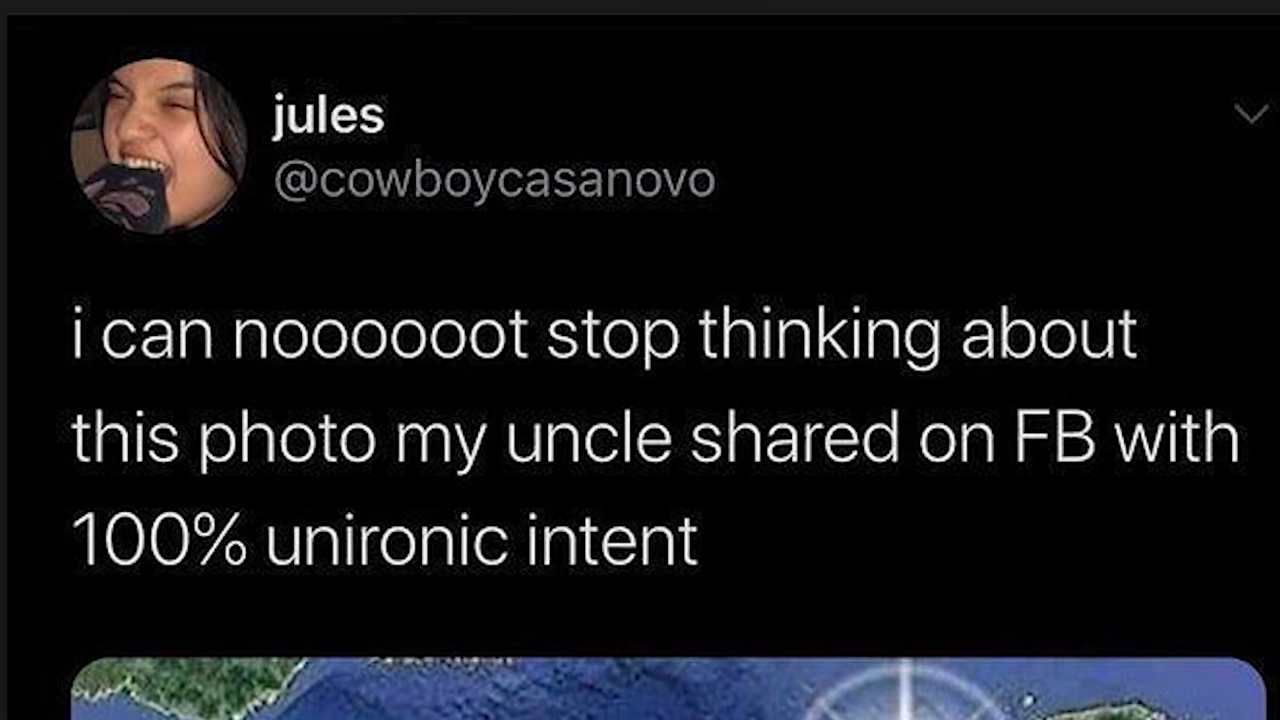 jules
@cowboycasanovo
i can noooooot stop thinking about
this photo my uncle shared on FB with
100% unironic intent